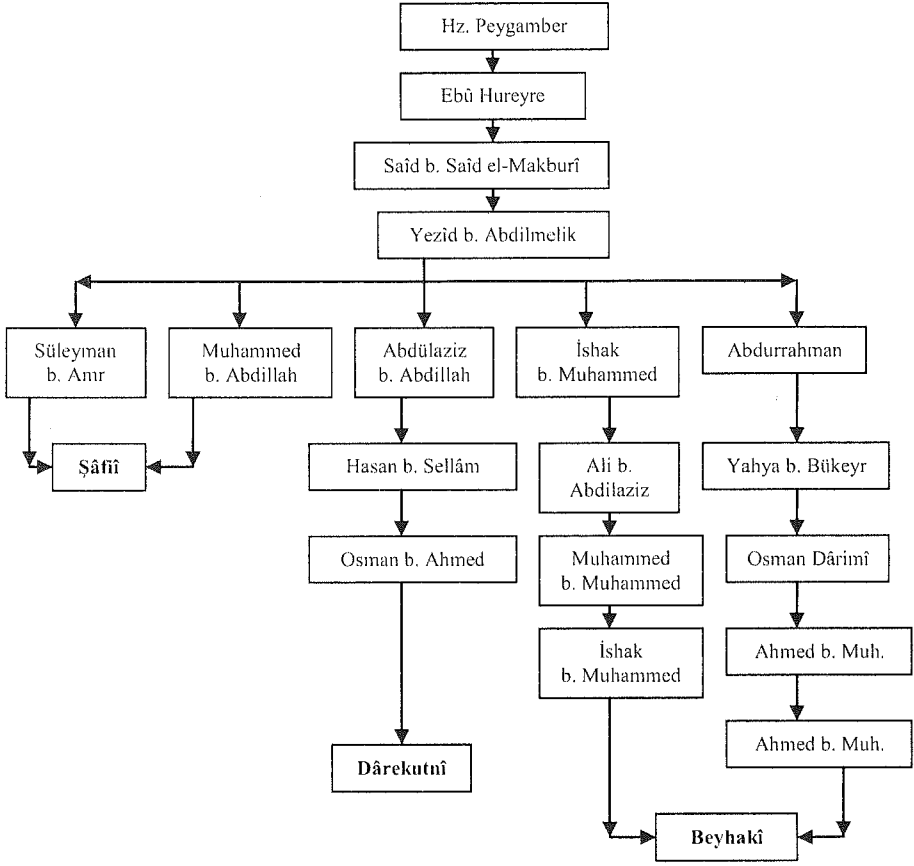 Hz. Peygamber
Ebû Hureyre
Saîd b. Saîd el-Makburî
Yezîd b. Abdilmelik
Süleyman
b. Amr
Muhammed
b. Abdillah
Abdülaziz
b. Abdillah
İshak
b. Muhammed
Abdurrahman
Şâfiî
Hasan b. Sellâm
Ali b.
Abdilaziz
Yahya b. Bükeyr
Osman b. Ahmed
Muhammed
b. Muhammed
Osman Dârimî
İshak
b. Muhammed
Ahmed b. Muh.
Ahmed b. Muh.
Dârekutnî
Beyhakî